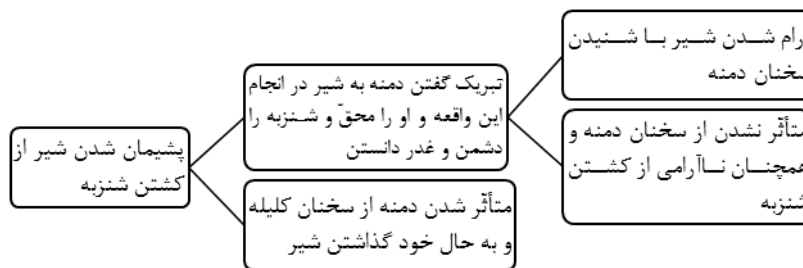 رام شدن شیر با شنیدن
سخنان دمنه
متأثّر نشدن از سخنان دمنه و
همچنان ناآرامی از کشتن
شنزبه
تبریک گفتن دمنه به شیر در انجام
این واقعه و او را محقّ و شنزبه را
دشمن و غدر دانستن
متأثّر شدن دمنه از سخنان کلیله
و به حال خود گذاشتن شیر
پشیمان شدن شیر از
کشتن شنزبه